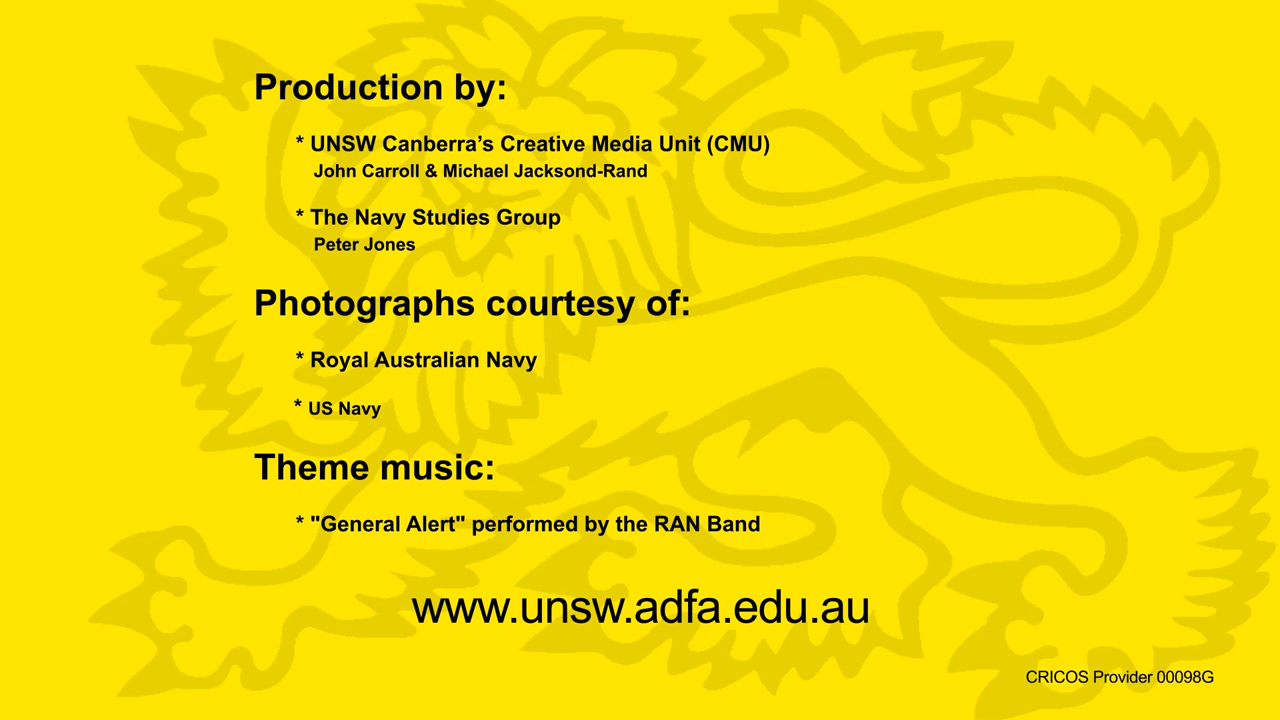 Production by:
* UNSW Canberra’s Creative Media Unit (CMU)
John Carroll & Michael Jacksond-Rand
* The Navy Studies Group
Peter Jones
Photographs courtesy of:
* Royal Australian Navy
* US Navy
Theme music:
* "General Alert" performed by the RAN Band
www.unsw.adfa.edu.au
CRICOS Provider 00098G